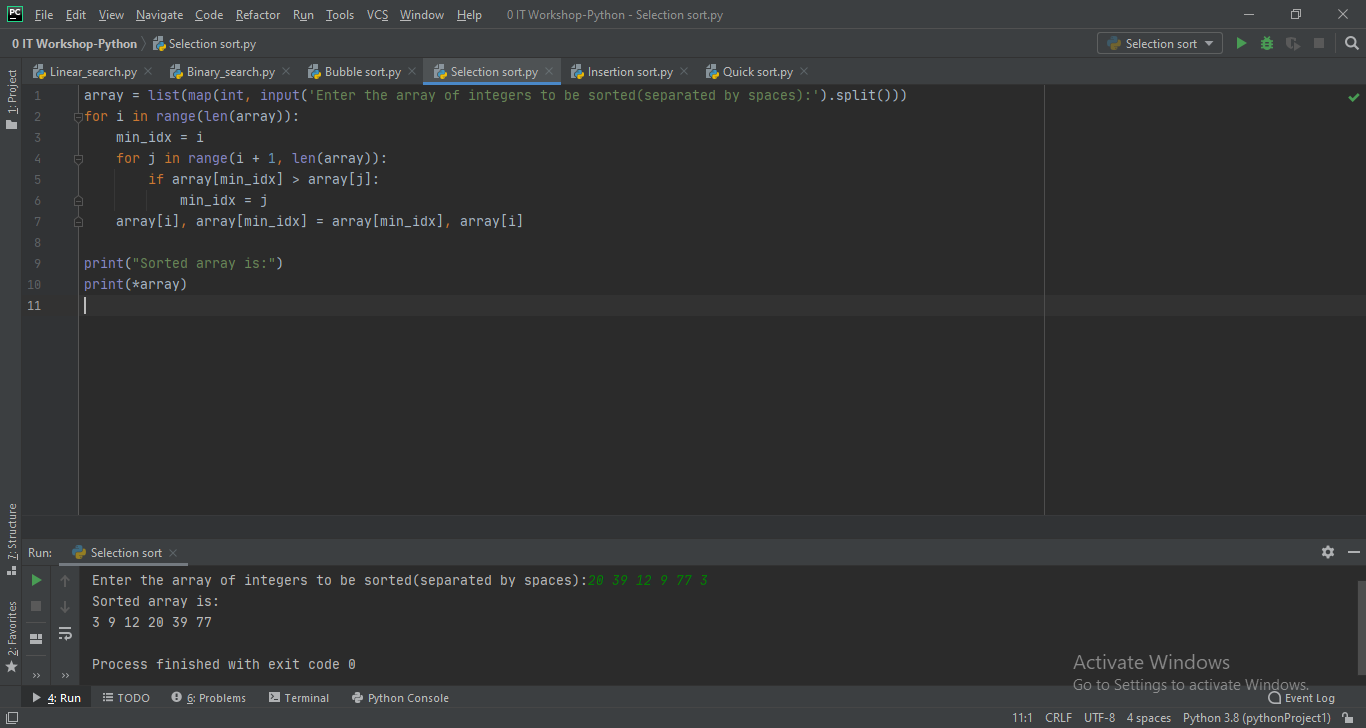 PC File Edit View Navigate Code Refactor Run Tools VCS Window Help 0 IT Workshop-Python - Selection sort.py
0 IT Workshop-Python Selection sort.py Selection sort
Linear_search.py Binary_search.py Bubble sort.py Selection sort.py Insertion sort.py Quick sort.py
1: Project
1 array = list(map(int, input('Enter the array of integers to be sorted(separated by spaces):').split()))
2 for i in range(len(array)):
3 min_idx = i
4 for j in range(i + 1, len(array)):
5 if array[min_idx] > array[j]:
6 min_idx = j
7 array[i], array[min_idx] = array[min_idx], array[i]
8
9 print("Sorted array is:")
10 print(*array)
11
7: Structure
2: Favorites
Run: Selection sort
Enter the array of integers to be sorted(separated by spaces):20 39 12 9 77 3
Sorted array is:
3 9 12 20 39 77
Process finished with exit code 0
Activate Windows
Go to Settings to activate Windows.
4: Run TODO 6: Problems Terminal Python Console Event Log
11:1 CRLF UTF-8 4 spaces Python 3.8 (pythonProject1)